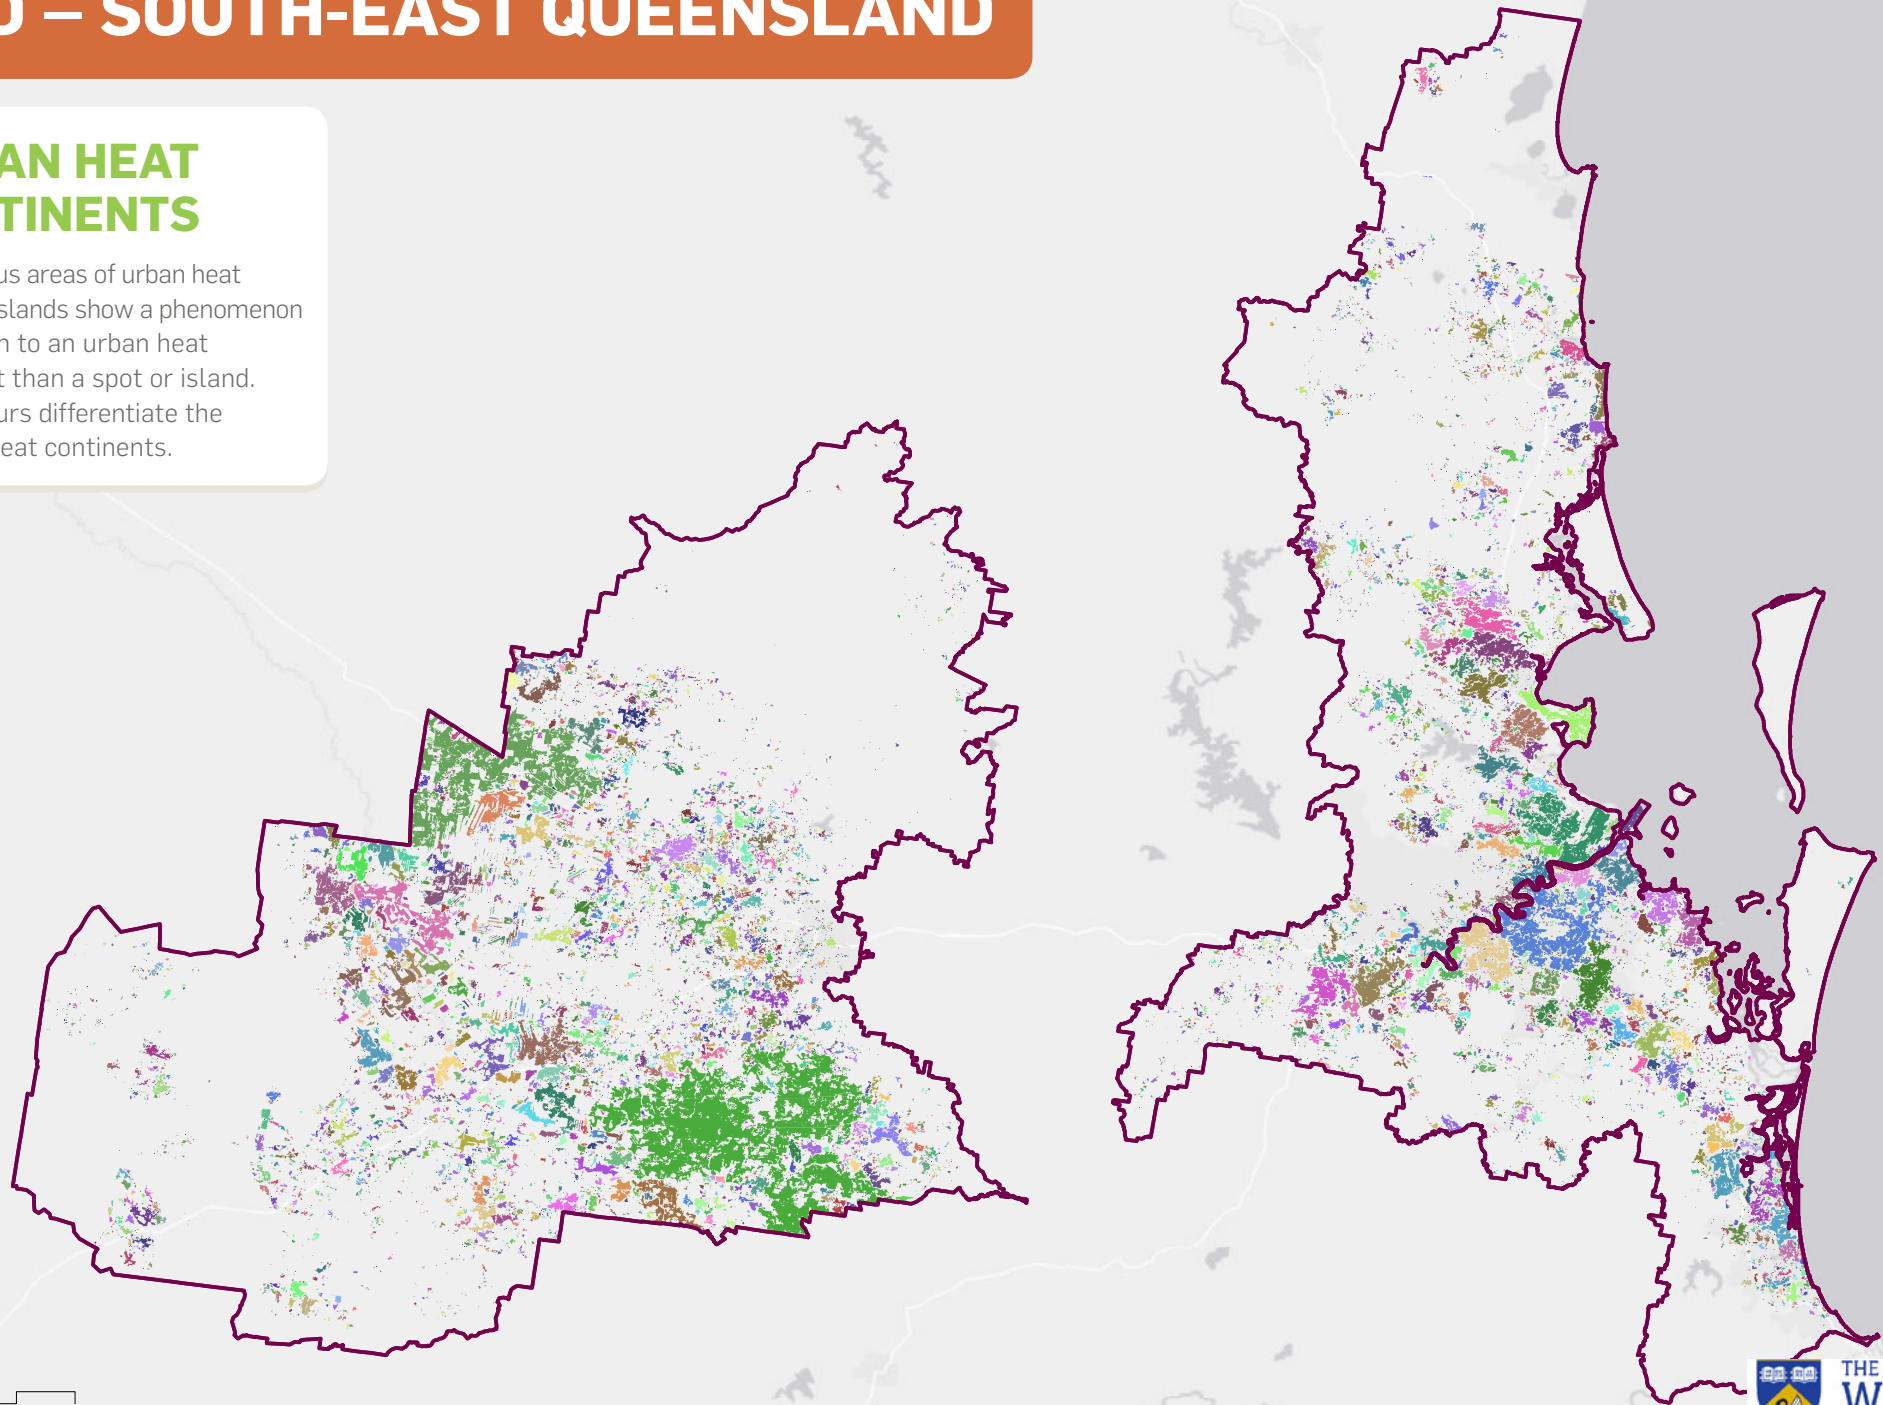 D – SOUTH-EAST QUEENSLAND
AN HEAT
TINENTS
us areas of urban heat
slands show a phenomenon
n to an urban heat
t than a spot or island.
urs differentiate the
eat continents.
THE
W